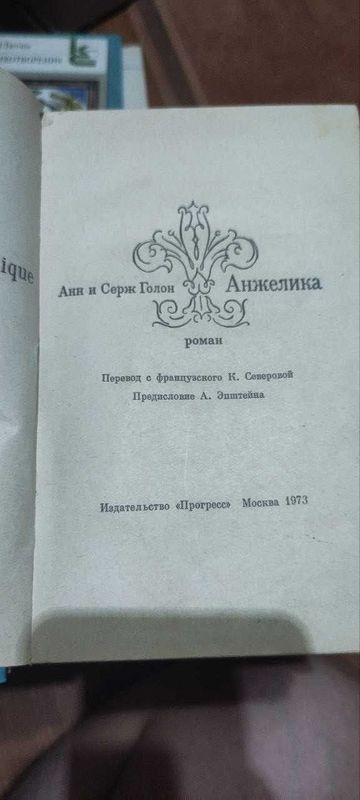 ique
Анн и Серж Голон Анжелика
роман
Перевод с французского К. Северовой
Предисловие А. Эпштейна
Издательство «Прогресс» Москва 1973